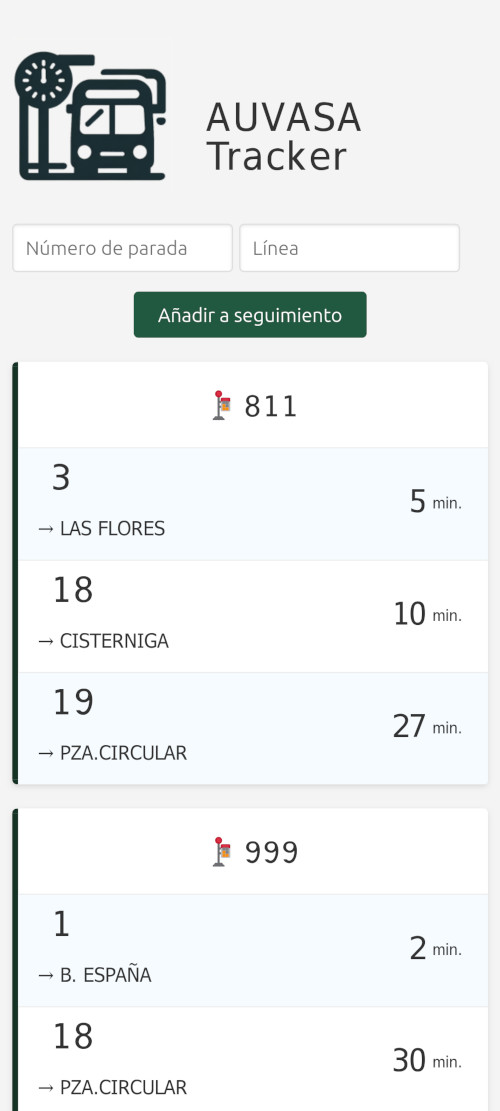 AUVASA
Tracker
Número de parada
Línea
Añadir a seguimiento
811
3
→ LAS FLORES
5 min.
18
→ CISTERNIGA
10 min.
19
→ PZA.CIRCULAR
27 min.
999
1
→ B. ESPAÑA
2 min.
18
→ PZA.CIRCULAR
30 min.